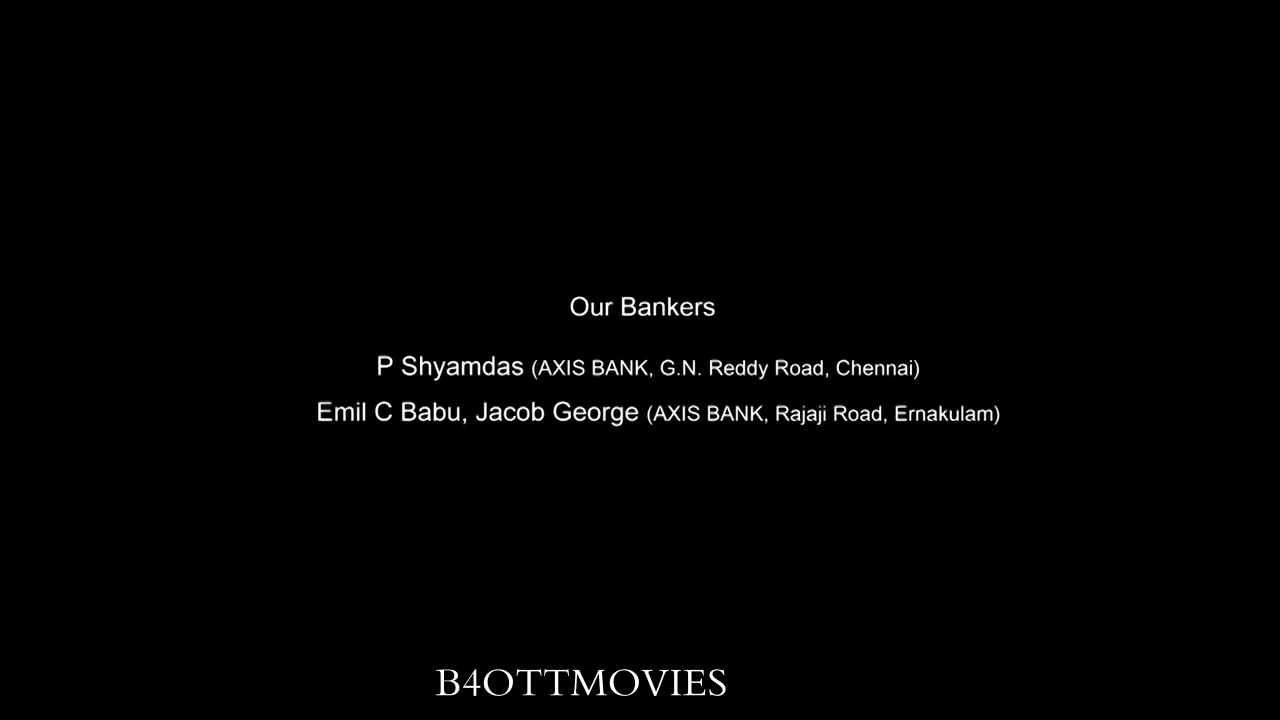 Our Bankers
P Shyamdas (AXIS BANK, G.N. Reddy Road, Chennai)
Emil C Babu, Jacob George (AXIS BANK, Rajaji Road, Ernakulam)
B4OTTMOVIES